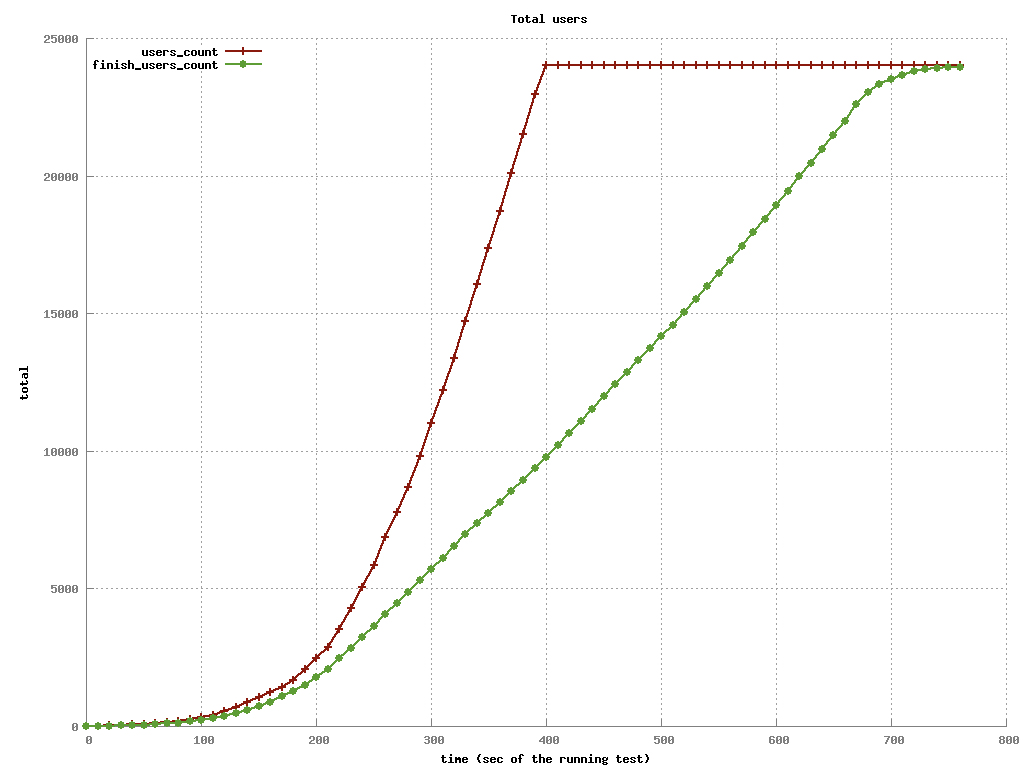 Total users
users_count
finish_users_count
25000
20000
15000
10000
5000
0
total
0 100 200 300 400 500 600 700 800
time (sec of the running test)